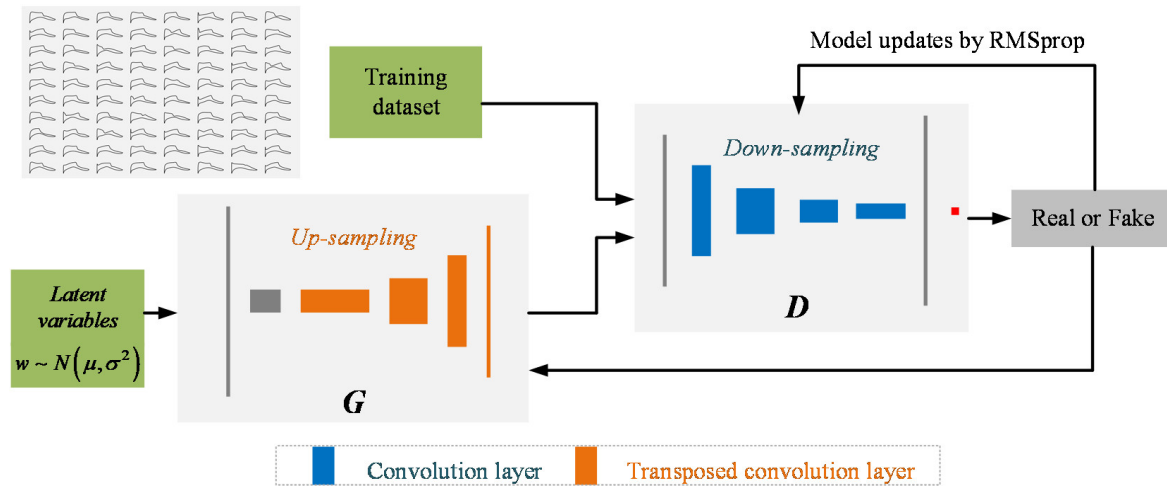 Model updates by RMSprop
Training
dataset
Down-sampling
Real or Fake
D
Up-sampling
Latent
variables
w ~ N(μ, σ²)
G
Convolution layer
Transposed convolution layer